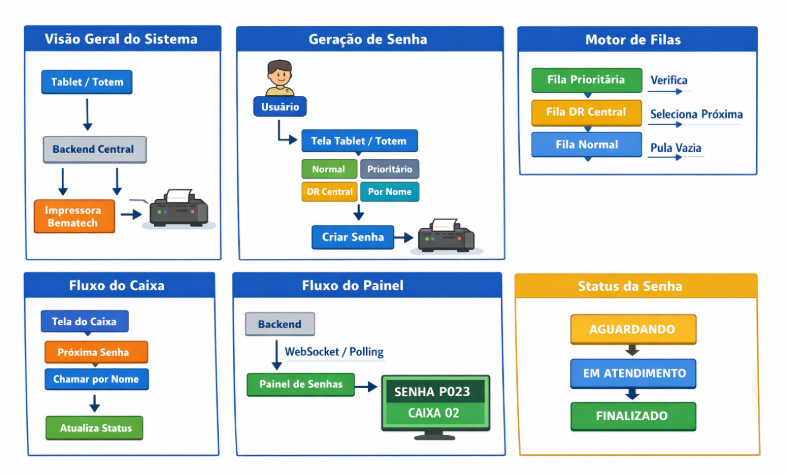 Visão Geral do Sistema
Tablet / Totem
Backend Central
Impressora
Bematech
Geração de Senha
Usuário
Tela Tablet / Totem
Normal
Prioritário
DR Central
Por Nome
Criar Senha
Motor de Filas
Fila Prioritária
Verifica
Fila DR Central
Seleciona Próxima
Fila Normal
Pula Vazia
Fluxo do Caixa
Tela do Caixa
Próxima Senha
Chamar por Nome
Atualiza Status
Fluxo do Painel
Backend
WebSocket / Polling
Painel de Senhas
SENHA P023
CAIXA 02
Status da Senha
AGUARDANDO
EM ATENDIMENTO
FINALIZADO